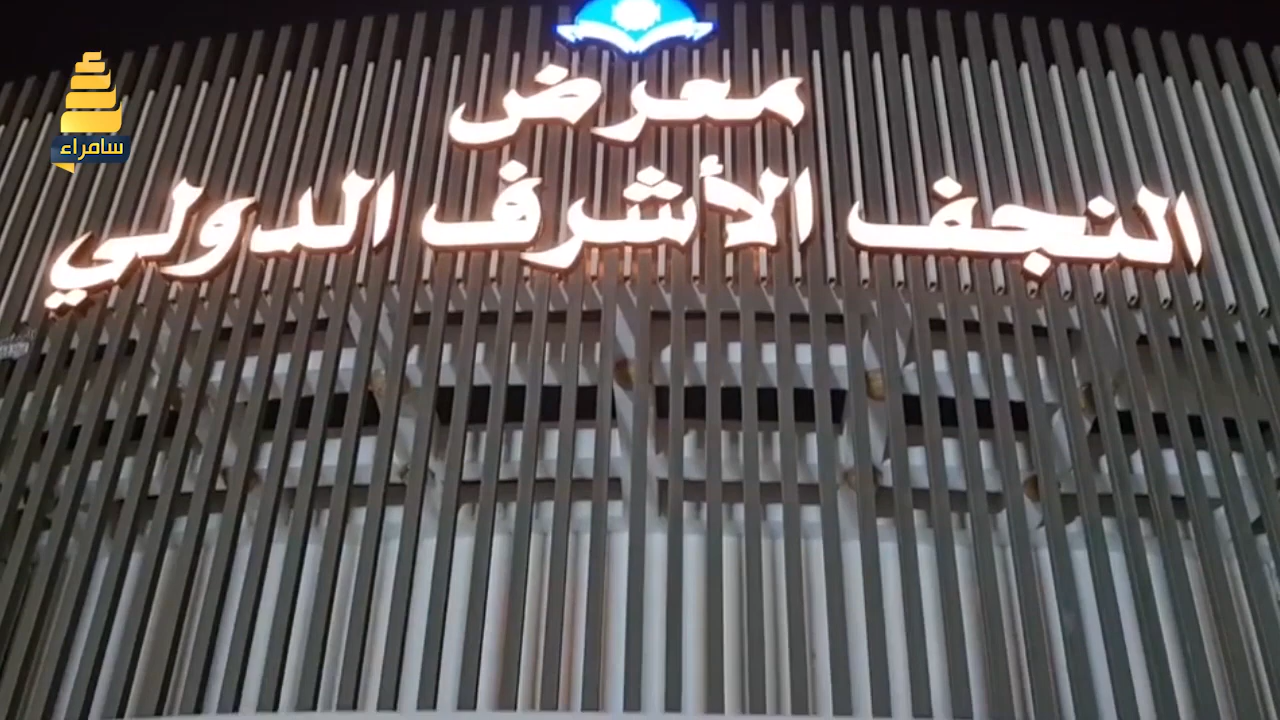 معرض
النجف الأشرف الدولي
سامراء